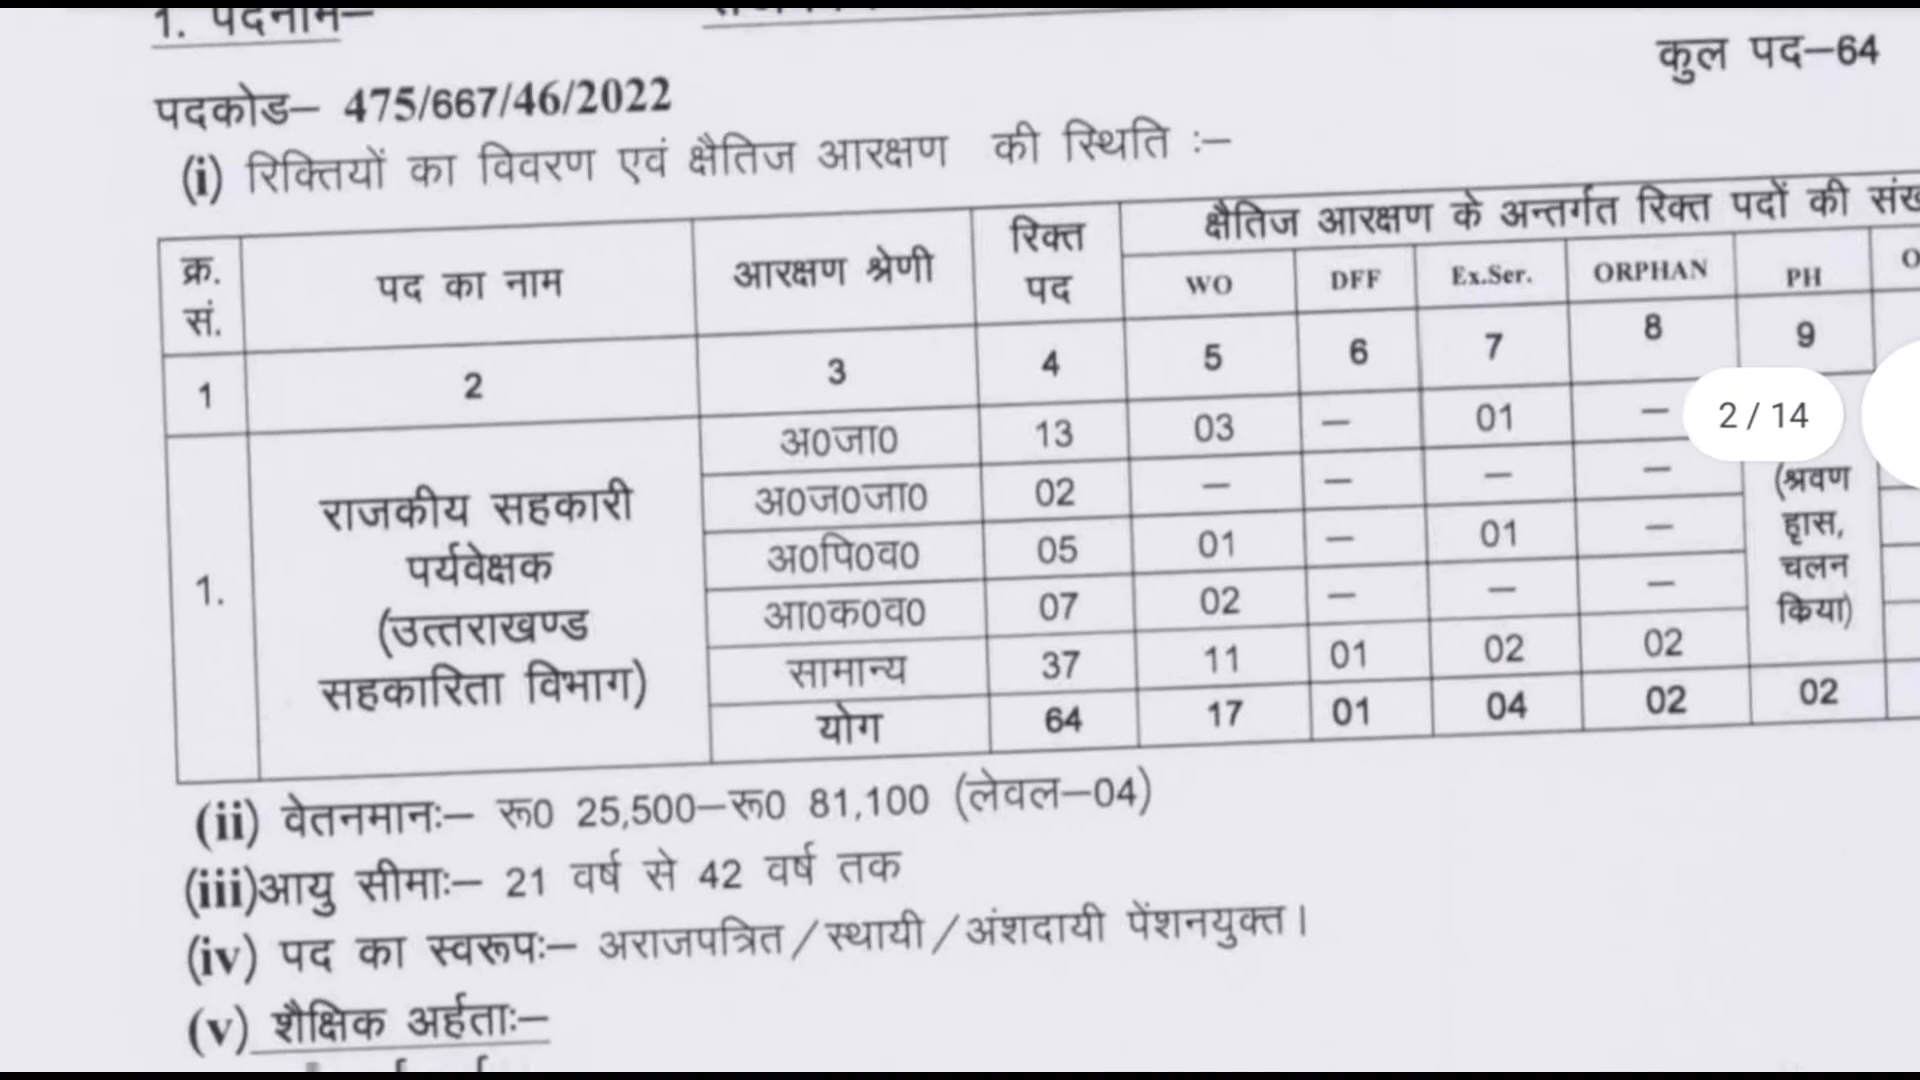 1. पदनाम–
कुल पद–64
पदकोड– 475/667/46/2022
(i) रिक्तियों का विवरण एवं क्षैतिज आरक्षण की स्थिति :–
क्र. सं. पद का नाम आरक्षण श्रेणी रिक्त पद क्षैतिज आरक्षण के अन्तर्गत रिक्त पदों की
WO DFF Ex.Ser. ORPHAN PH
1 2 3 4 5 6 7 8 9
1. राजकीय सहकारी पर्यवेक्षक (उत्तराखण्ड सहकारिता विभाग)
अ0जा0 13 03 – 01 –
2 / 14
अ0ज0जा0 02 – – – –
अ0पि0व0 05 01 – 01 –
आ0क0व0 07 02 – – –
सामान्य 37 11 01 02 02
(श्रवण
ह्रास,
चलन
किया)
योग 64 17 01 04 02 02
(ii) वेतनमानः– रू0 25,500–रू0 81,100 (लेवल–04)
(iii)आयु सीमाः– 21 वर्ष से 42 वर्ष तक
(iv) पद का स्वरूपः– अराजपत्रित/स्थायी/अंशदायी पेंशनयुक्त।
(v) शैक्षिक अर्हताः–